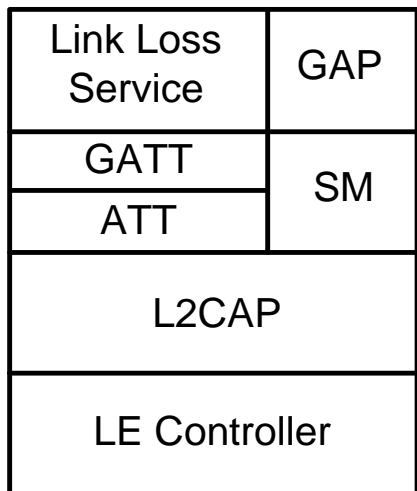 Link Loss
Service
GAP
GATT
SM
ATT
L2CAP
LE Controller